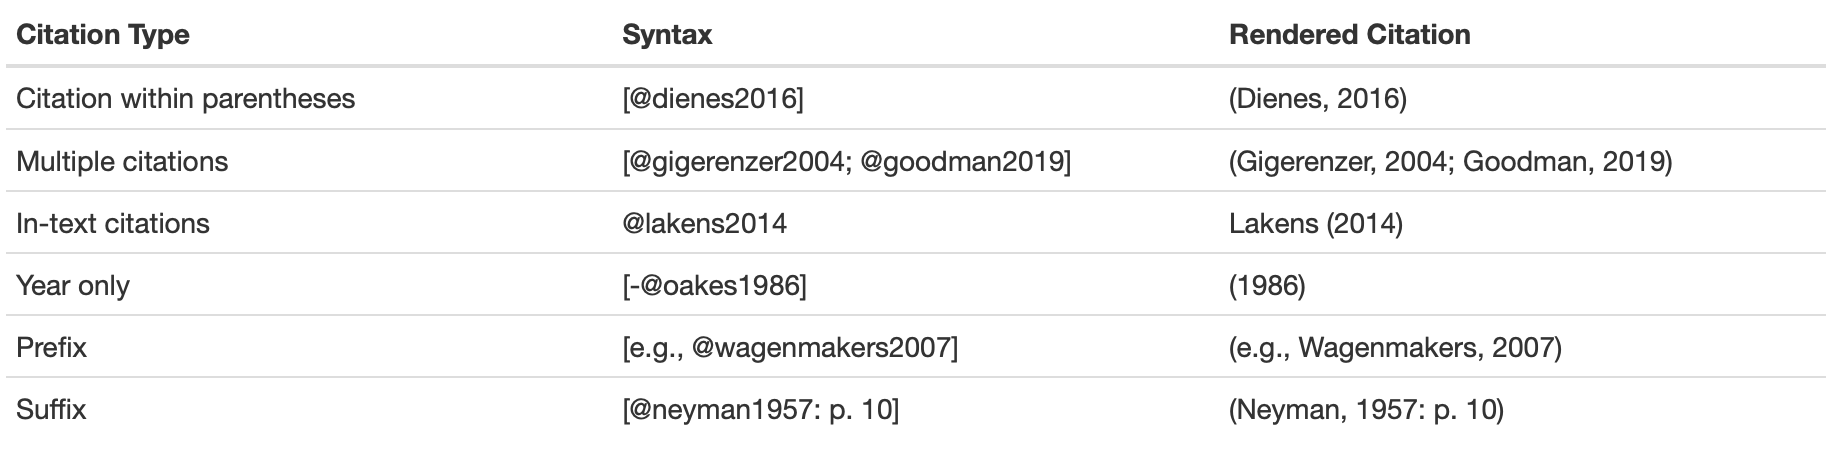 Citation Type Syntax Rendered Citation
Citation within parentheses [@dienes2016] (Dienes, 2016)
Multiple citations [@gigerenzer2004; @goodman2019] (Gigerenzer, 2004; Goodman, 2019)
In-text citations @lakens2014 Lakens (2014)
Year only [-@oakes1986] (1986)
Prefix [e.g., @wagenmakers2007] (e.g., Wagenmakers, 2007)
Suffix [@neyman1957: p. 10] (Neyman, 1957: p. 10)